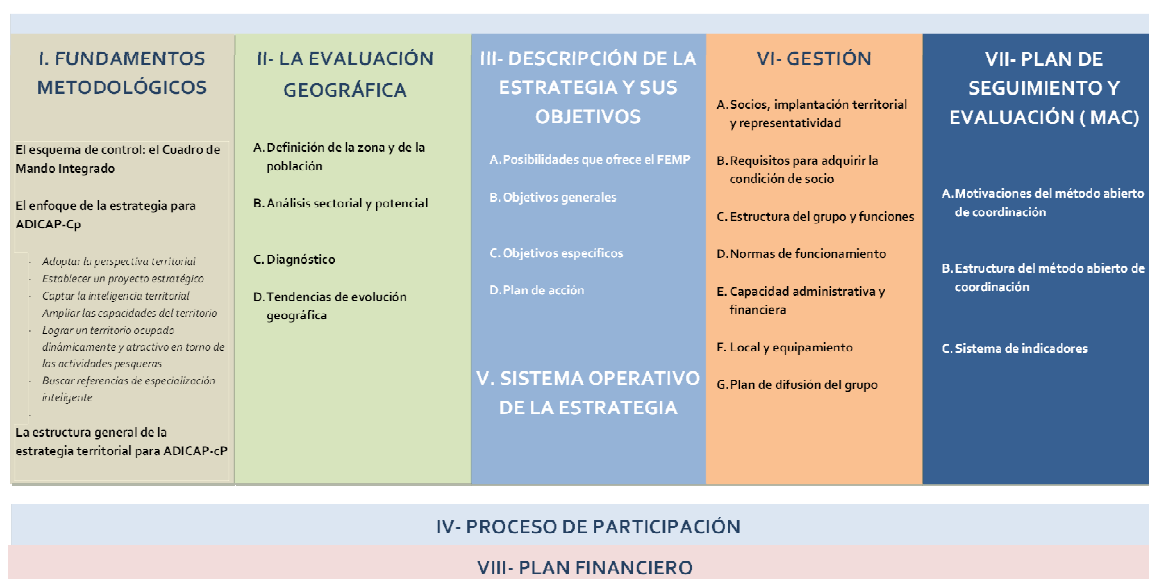 I. FUNDAMENTOS
METODOLÓGICOS
El esquema de control: el Cuadro de
Mando Integrado
El enfoque de la estrategia para
ADICAP-Cp
- Adoptar la perspectiva territorial
- Establecer un proyecto estratégico
- Captar la inteligencia territorial
Ampliar las capacidades del territorio
- Lograr un territorio ocupado
dinámicamente y atractivo en torno de
las actividades pesqueras
- Buscar referencias de especialización
inteligente
-
La estructura general de la
estrategia territorial para ADICAP-cP
II- LA EVALUACIÓN
GEOGRÁFICA
A. Definición de la zona y de la
población
B. Análisis sectorial y potencial
C. Diagnóstico
D. Tendencias de evolución
geográfica
III- DESCRIPCIÓN DE LA
ESTRATEGIA Y SUS
OBJETIVOS
A. Posibilidades que ofrece el FEMP
B. Objetivos generales
C. Objetivos específicos
D. Plan de acción
V. SISTEMA OPERATIVO
DE LA ESTRATEGIA
VI- GESTIÓN
A. Socios, implantación territorial
y representatividad
B. Requisitos para adquirir la
condición de socio
C. Estructura del grupo y funciones
D. Normas de funcionamiento
E. Capacidad administrativa y
financiera
F. Local y equipamiento
G. Plan de difusión del grupo
VII- PLAN DE
SEGUIMIENTO Y
EVALUACIÓN ( MAC)
A. Motivaciones del método abierto
de coordinación
B. Estructura del método abierto de
coordinación
C. Sistema de indicadores
IV- PROCESO DE PARTICIPACIÓN
VIII- PLAN FINANCIERO